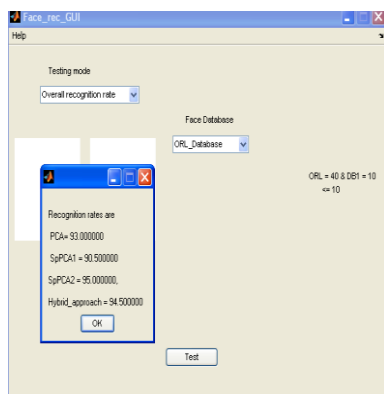 Face_rec_GUI
Help
Testing mode
Overall recognition rate
Face Database
ORL_Database
ORL = 40 & DB1 = 10
<= 10
Recognition rates are
PCA= 93.000000
SpPCA1 = 90.500000
SpPCA2 = 95.000000,
Hybrid_approach = 94.500000
OK
Test